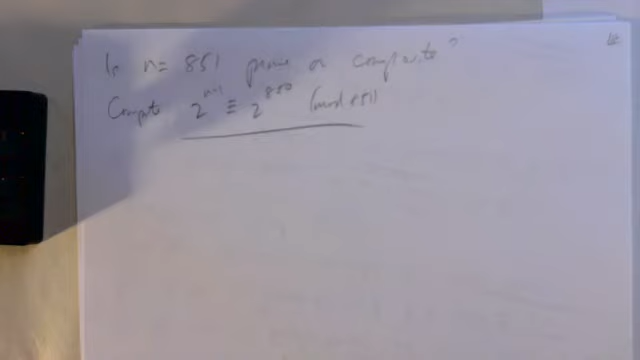 Is n = 851 prime or composite?
Compute 2^{n-1} ≡ 2^{850} (mod 851)